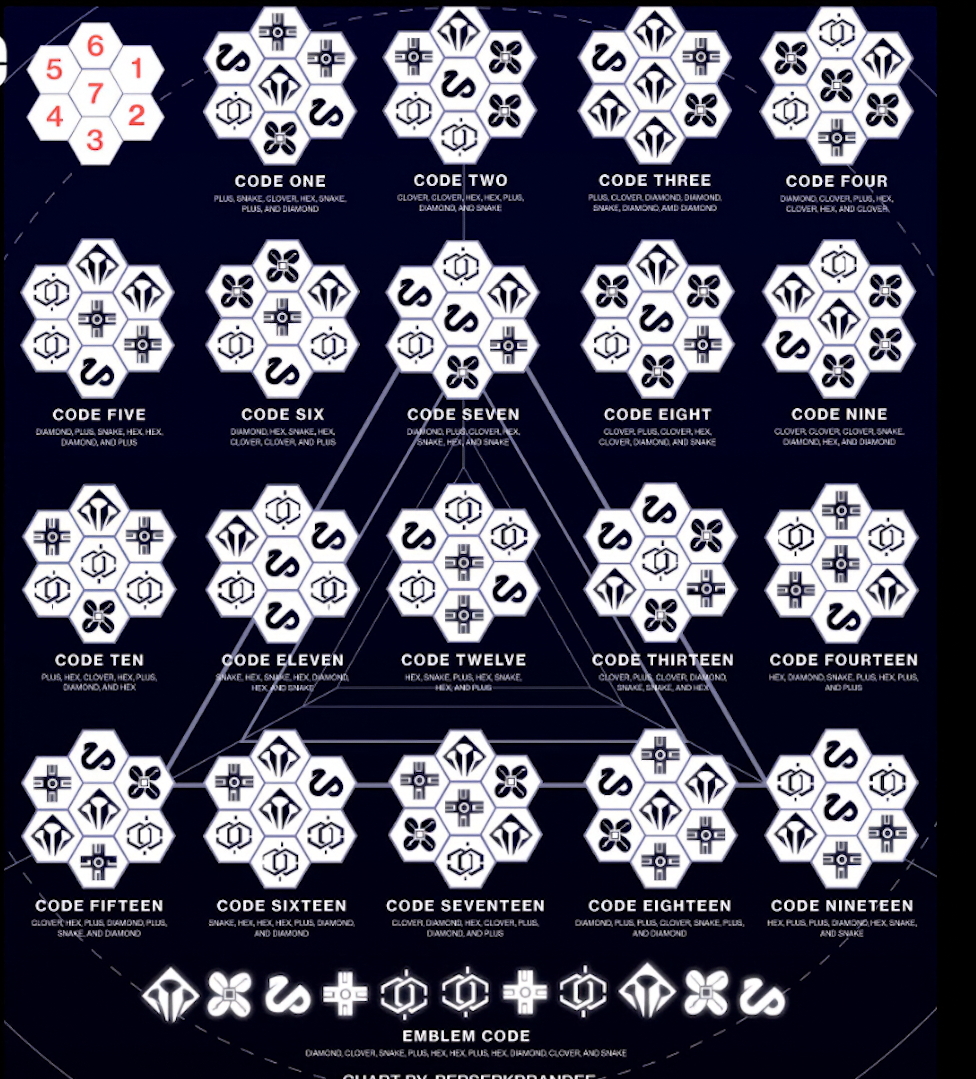 6
5 1
7
4 2
3
CODE ONE
PLUS, SNAKE, CLOVER, HEX, SNAKE,
PLUS, AND DIAMOND
CODE TWO
CLOVER, CLOVER, HEX, HEX, PLUS,
DIAMOND, AND SNAKE
CODE THREE
PLUS, CLOVER, DIAMOND, DIAMOND,
SNAKE, DIAMOND, AMD DIAMOND
CODE FOUR
DIAMOND, CLOVER, PLUS, HEX,
CLOVER, HEX, AND CLOVER
CODE FIVE
DIAMOND, PLUS, SNAKE, HEX, HEX,
DIAMOND, AND PLUS
CODE SIX
DIAMOND, HEX, SNAKE, HEX,
CLOVER, CLOVER, AND PLUS
CODE SEVEN
DIAMOND, PLUS, CLOVER, HEX,
SNAKE, HEX, AND SNAKE
CODE EIGHT
CLOVER, PLUS, CLOVER, HEX,
CLOVER, DIAMOND, AND SNAKE
CODE NINE
CLOVER, CLOVER, CLOVER, SNAKE,
DIAMOND, HEX, AND DIAMOND
CODE TEN
PLUS, HEX, CLOVER, HEX, PLUS,
DIAMOND, AND HEX
CODE ELEVEN
SNAKE, HEX, SNAKE, HEX, DIAMOND,
HEX, AND SNAKE
CODE TWELVE
HEX, SNAKE, PLUS, HEX, SNAKE,
HEX, AND PLUS
CODE THIRTEEN
CLOVER, PLUS, CLOVER, DIAMOND,
SNAKE, SNAKE, AND HEX
CODE FOURTEEN
HEX, DIAMOND, SNAKE, PLUS, HEX, PLUS,
AND PLUS
CODE FIFTEEN
CLOVER, HEX, PLUS, DIAMOND, PLUS,
SNAKE, AND DIAMOND
CODE SIXTEEN
SNAKE, HEX, HEX, HEX, PLUS, DIAMOND,
AND DIAMOND
CODE SEVENTEEN
CLOVER, DIAMOND, HEX, CLOVER, PLUS,
DIAMOND, AND PLUS
CODE EIGHTEEN
DIAMOND, PLUS, PLUS, CLOVER, SNAKE, PLUS,
AND DIAMOND
CODE NINETEEN
HEX, PLUS, PLUS, DIAMOND, HEX, SNAKE,
AND SNAKE
EMBLEM CODE
DIAMOND, CLOVER, SNAKE, PLUS, HEX, HEX, PLUS, HEX, DIAMOND, CLOVER, AND SNAKE
CHART BY